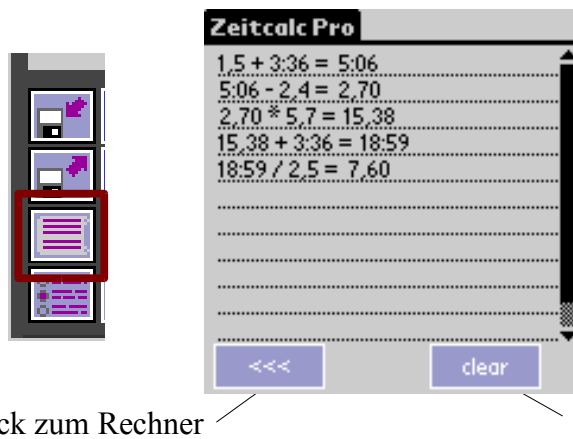 Zeitcalc Pro
1,5 + 3:36 = 5:06
5:06 - 2,4 = 2,70
2,70 * 5,7 = 15,38
15,38 + 3:36 = 18:59
18:59 / 2,5 = 7,60
<<< clear
ck zum Rechner